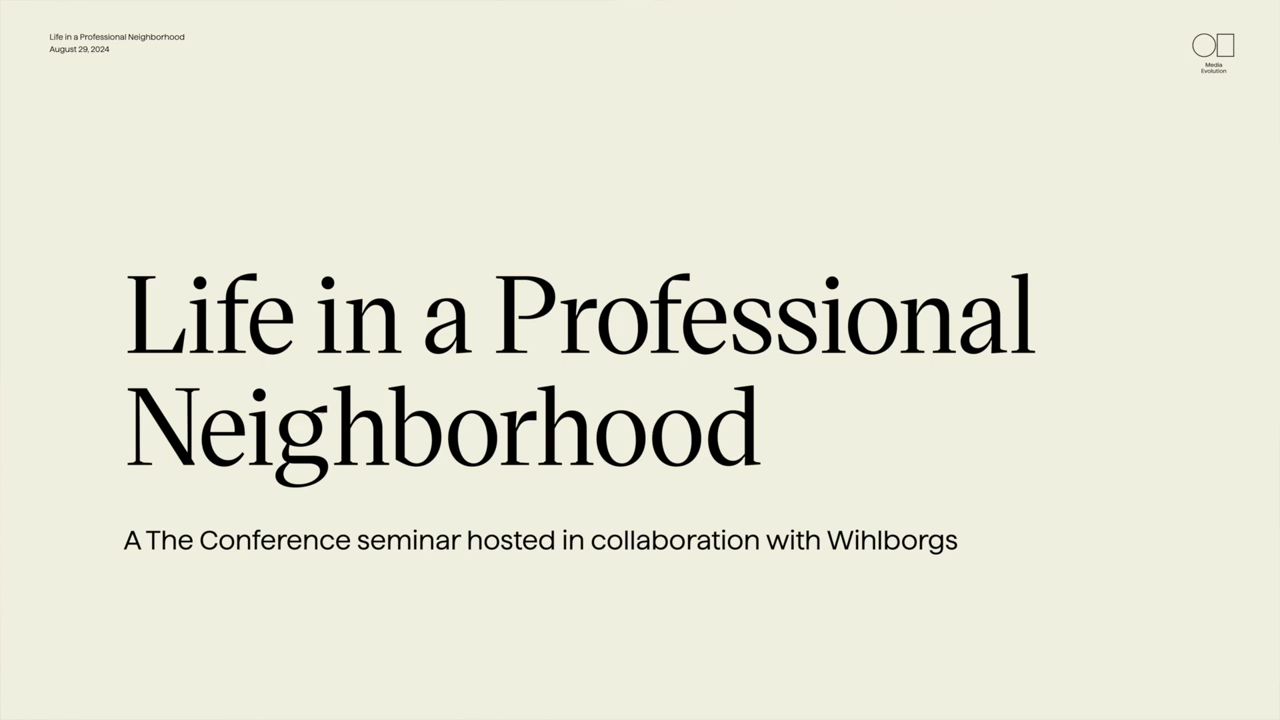 Life in a Professional Neighborhood
August 29, 2024
Media
Evolution
Life in a Professional
Neighborhood
A The Conference seminar hosted in collaboration with Wihlborgs